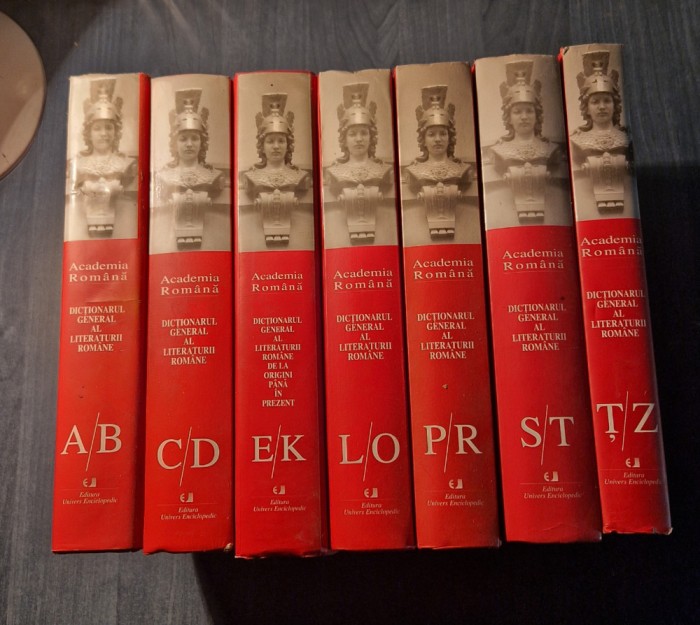 Academia
Română
DICȚIONARUL
GENERAL
AL
LITERATURII
ROMÂNE
A/B
Editura
Univers Enciclopedic
Academia
Română
DICȚIONARUL
GENERAL
AL
LITERATURII
ROMÂNE
C/D
Editura
Univers Enciclopedic
Academia
Română
DICȚIONARUL
GENERAL
AL
LITERATURII
ROMÂNE
DE LA
ORIGINI
PÂNĂ
ÎN
PREZENT
E/K
Editura
Univers Enciclopedic
Academia
Română
DICȚIONARUL
GENERAL
AL
LITERATURII
ROMÂNE
L/O
Editura
Univers Enciclopedic
Academia
Română
DICȚIONARUL
GENERAL
AL
LITERATURII
ROMÂNE
P/R
Editura
Univers Enciclopedic
Academia
Română
DICȚIONARUL
GENERAL
AL
LITERATURII
ROMÂNE
S/T
Editura
Univers Enciclopedic
Academia
Română
DICȚIONARUL
GENERAL
AL
LITERATURII
ROMÂNE
Ț/Z
Editura
Univers Enciclopedic